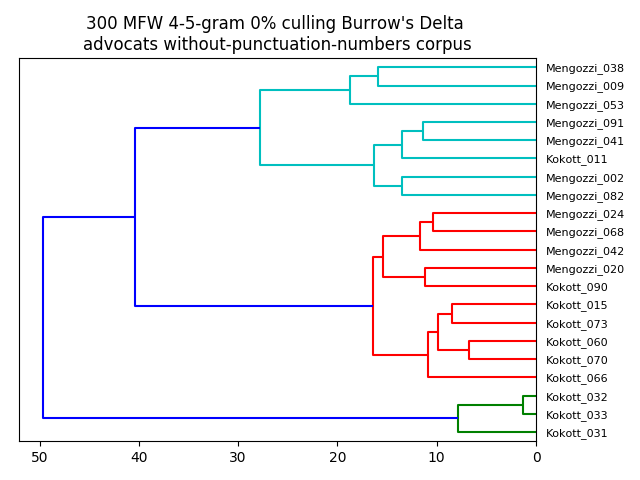 300 MFW 4-5-gram 0% culling Burrow's Delta
advocats without-punctuation-numbers corpus
Mengozzi_038
Mengozzi_009
Mengozzi_053
Mengozzi_091
Mengozzi_041
Kokott_011
Mengozzi_002
Mengozzi_082
Mengozzi_024
Mengozzi_068
Mengozzi_042
Mengozzi_020
Kokott_090
Kokott_015
Kokott_073
Kokott_060
Kokott_070
Kokott_066
Kokott_032
Kokott_033
Kokott_031
50 40 30 20 10 0